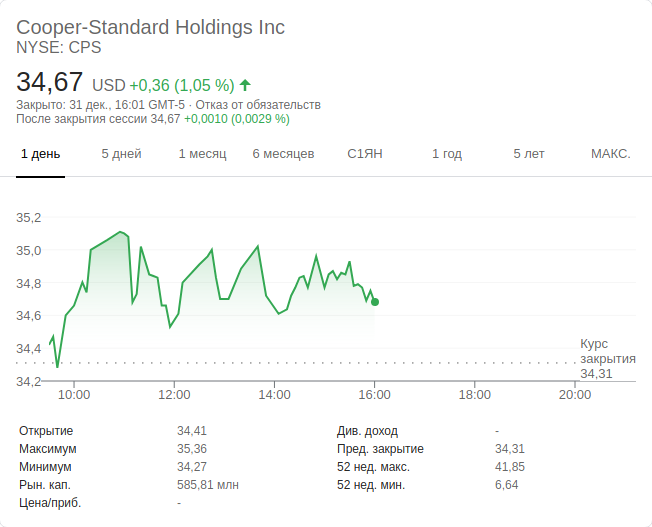 Cooper-Standard Holdings Inc
NYSE: CPS
34,67 USD +0,36 (1,05 %)
Закрыто: 31 дек., 16:01 GMT-5 · Отказ от обязательств
После закрытия сессии 34,67 +0,0010 (0,0029 %)
1 день 5 дней 1 месяц 6 месяцев С1ЯН 1 год 5 лет МАКС.
35,2
35,0
34,8
34,6
34,4
34,2
Курс
закрытия
34,31
10:00 12:00 14:00 16:00 18:00 20:00
Открытие 34,41 Див. доход -
Максимум 35,36 Пред. закрытие 34,31
Минимум 34,27 52 нед. макс. 41,85
Рын. кап. 585,81 млн 52 нед. мин. 6,64
Цена/приб. -